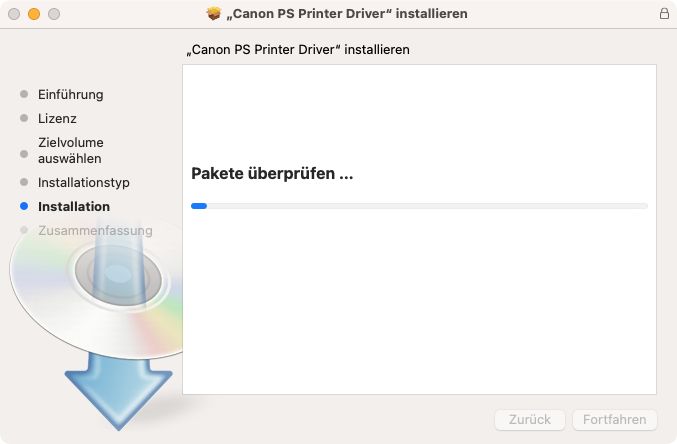 „Canon PS Printer Driver“ installieren
„Canon PS Printer Driver“ installieren
Einführung
Lizenz
Zielvolume
auswählen
Installationstyp
Installation
Zusammenfassung
Pakete überprüfen ...
Zurück
Fortfahren